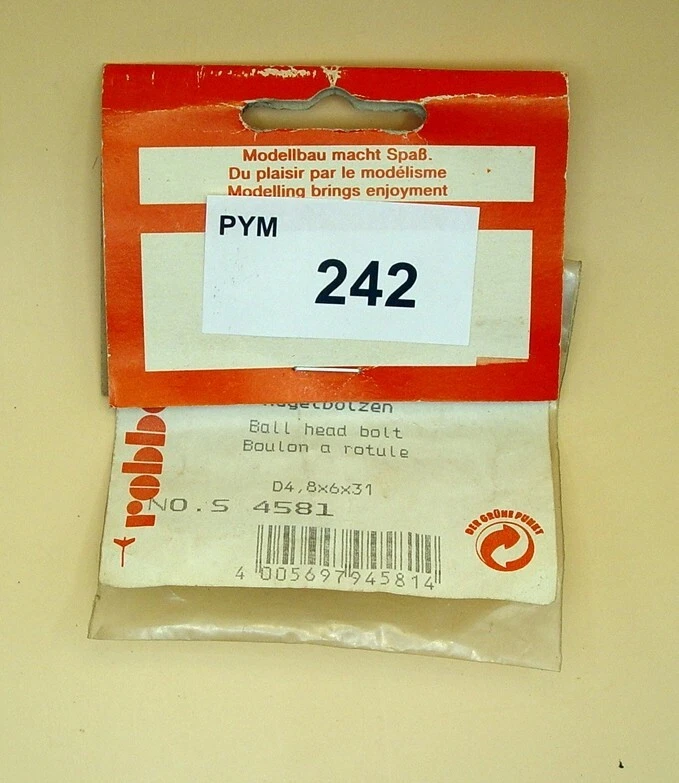 Modellbau macht Spaß.
Du plaisir par le modélisme
Modelling brings enjoyment
PYM
242
Kugelbolzen
Ball head bolt
Boulon a rotule
D4,8x6x31
NO.S 4581
4 005697 945814
robbe
DER GRÜNE PUNKT